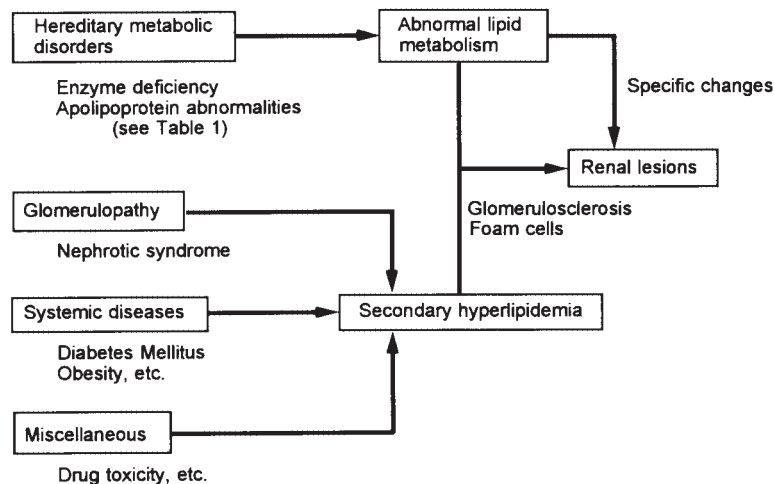 Hereditary metabolic
disorders
Enzyme deficiency
Apolipoprotein abnormalities
(see Table 1)
Abnormal lipid
metabolism
Specific changes
Renal lesions
Glomerulosclerosis
Foam cells
Glomerulopathy
Nephrotic syndrome
Systemic diseases
Diabetes Mellitus
Obesity, etc.
Secondary hyperlipidemia
Miscellaneous
Drug toxicity, etc.